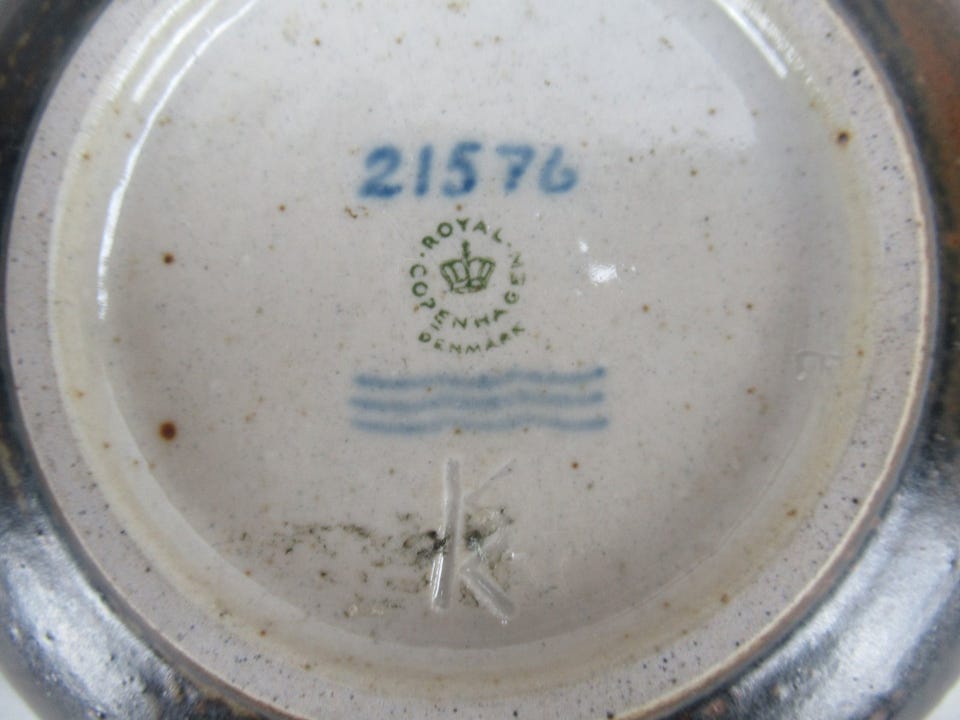 21576
ROYAL
COPENHAGEN
DENMARK
K